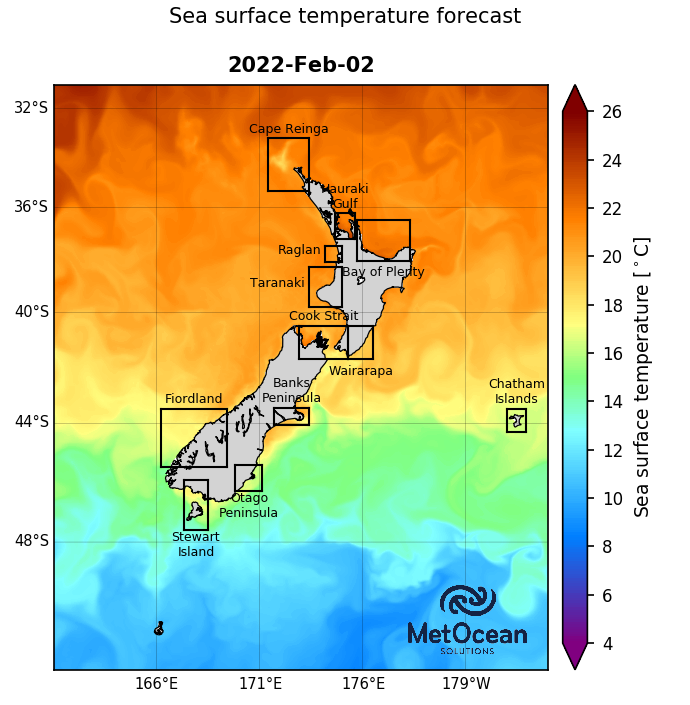 Sea surface temperature forecast
2022-Feb-02
32°S
36°S
40°S
44°S
48°S
166°E
171°E
176°E
179°W
Cape Reinga
Hauraki
Gulf
Raglan
Bay of Plenty
Taranaki
Cook Strait
Wairarapa
Banks
Peninsula
Fiordland
Chatham
Islands
Otago
Peninsula
Stewart
Island
MetOcean
SOLUTIONS
26
24
22
20
18
16
14
12
10
8
6
4
Sea surface temperature [°C]